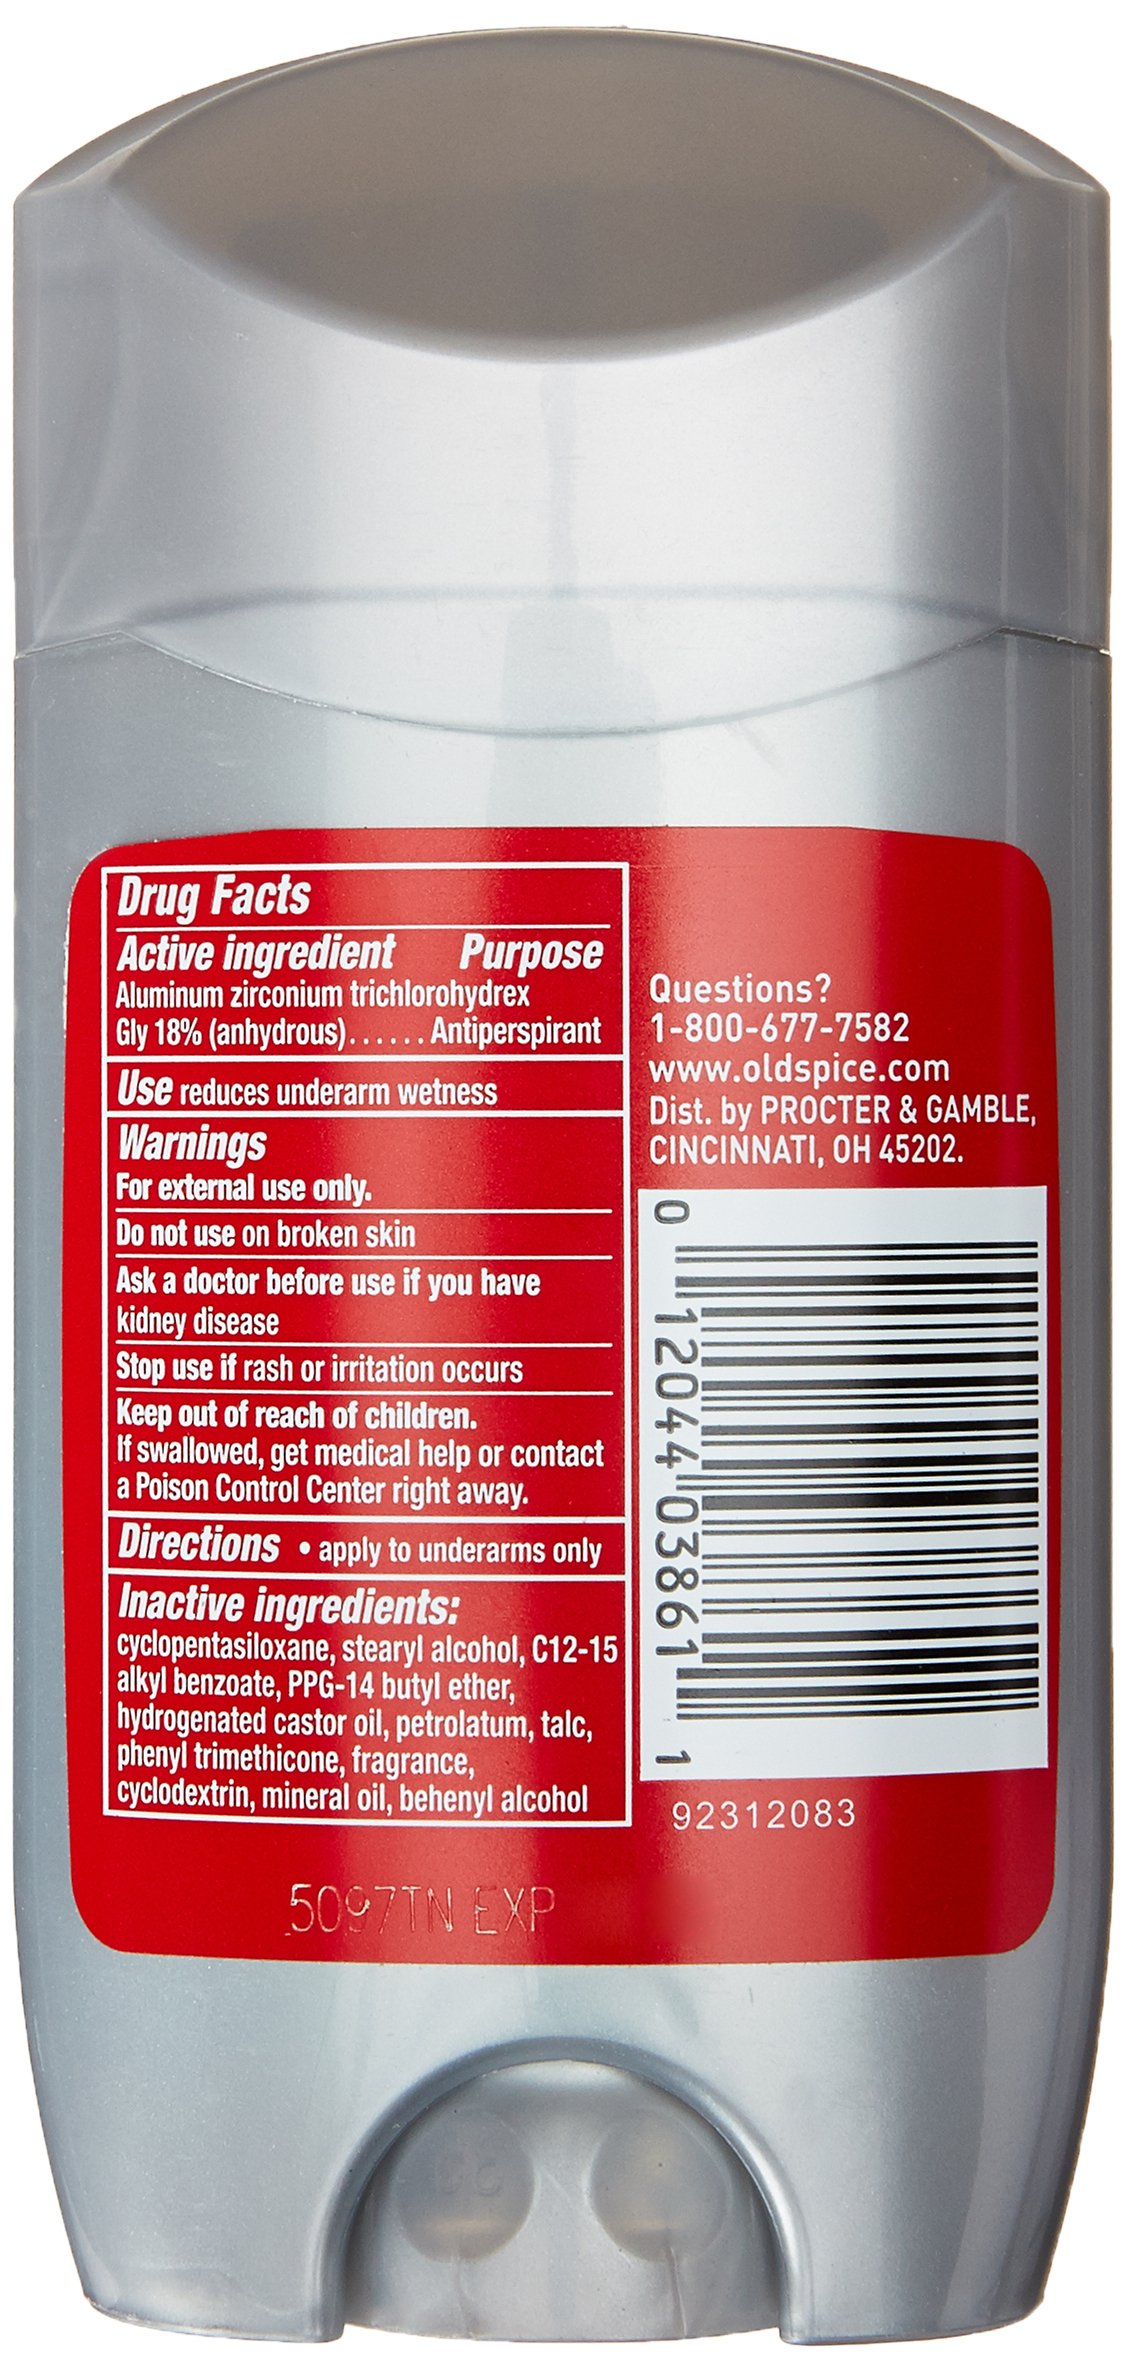 Drug Facts
Active ingredient Purpose
Aluminum zirconium trichlorohydrex
Gly 18% (anhydrous)...... Antiperspirant
Use reduces underarm wetness
Warnings
For external use only.
Do not use on broken skin
Ask a doctor before use if you have
kidney disease
Stop use if rash or irritation occurs
Keep out of reach of children.
If swallowed, get medical help or contact
a Poison Control Center right away.
Directions • apply to underarms only
Inactive ingredients:
cyclopentasiloxane, stearyl alcohol, C12-15
alkyl benzoate, PPG-14 butyl ether,
hydrogenated castor oil, petrolatum, talc,
phenyl trimethicone, fragrance,
cyclodextrin, mineral oil, behenyl alcohol
Questions?
1-800-677-7582
www.oldspice.com
Dist. by PROCTER & GAMBLE,
CINCINNATI, OH 45202.
0 12044 03861 1
92312083
5097TN EXP